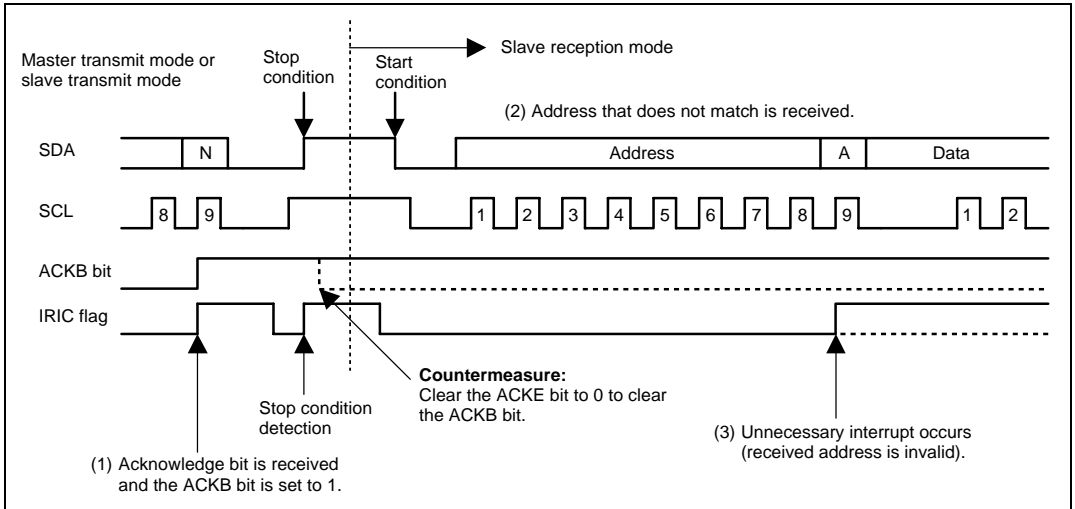 Master transmit mode or
slave transmit mode
Stop
condition
Slave reception mode
Start
condition
(2) Address that does not match is received.
SDA
N
Address
A
Data
SCL
8
9
1
2
3
4
5
6
7
8
9
1
2
ACKB bit
IRIC flag
Countermeasure:
Clear the ACKE bit to 0 to clear
the ACKB bit.
Stop condition
detection
(3) Unnecessary interrupt occurs
(received address is invalid).
(1) Acknowledge bit is received
and the ACKB bit is set to 1.